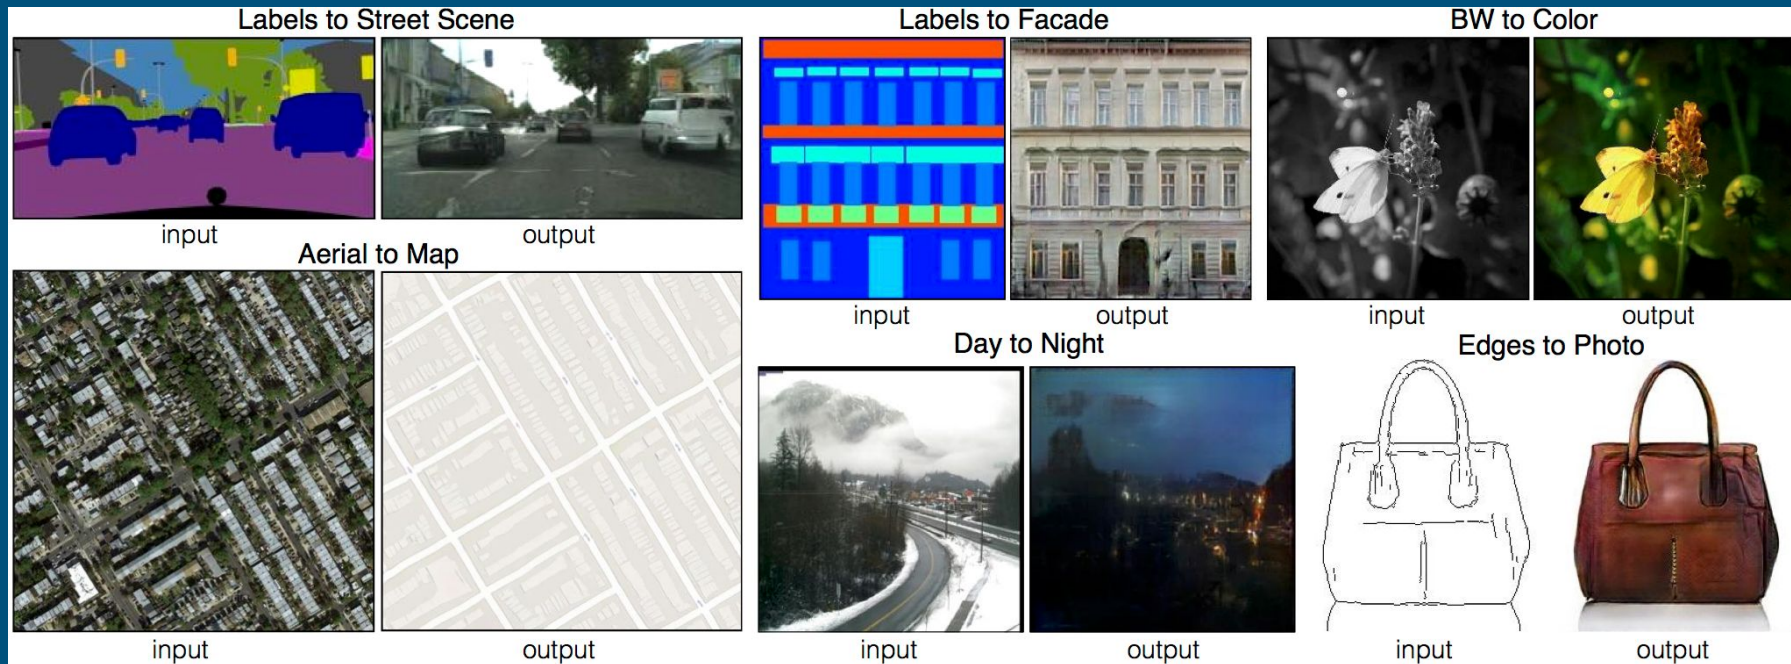 Labels to Street Scene
input
output
Aerial to Map
input
output
Labels to Facade
input
output
Day to Night
input
output
BW to Color
input
output
Edges to Photo
input
output